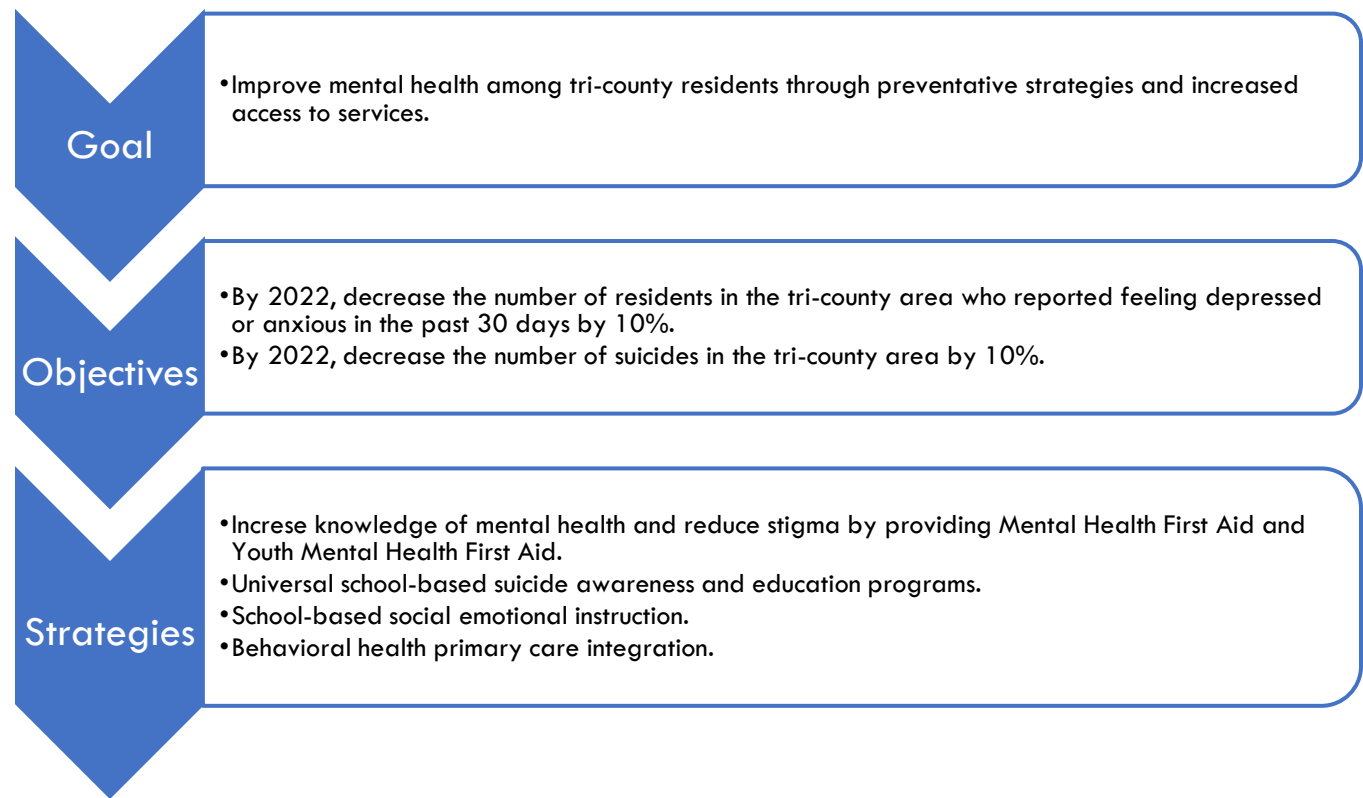 Goal
•Improve mental health among tri-county residents through preventative strategies and increased
access to services.
Objectives
•By 2022, decrease the number of residents in the tri-county area who reported feeling depressed
or anxious in the past 30 days by 10%.
•By 2022, decrease the number of suicides in the tri-county area by 10%.
Strategies
•Increse knowledge of mental health and reduce stigma by providing Mental Health First Aid and
Youth Mental Health First Aid.
•Universal school-based suicide awareness and education programs.
•School-based social emotional instruction.
•Behavioral health primary care integration.